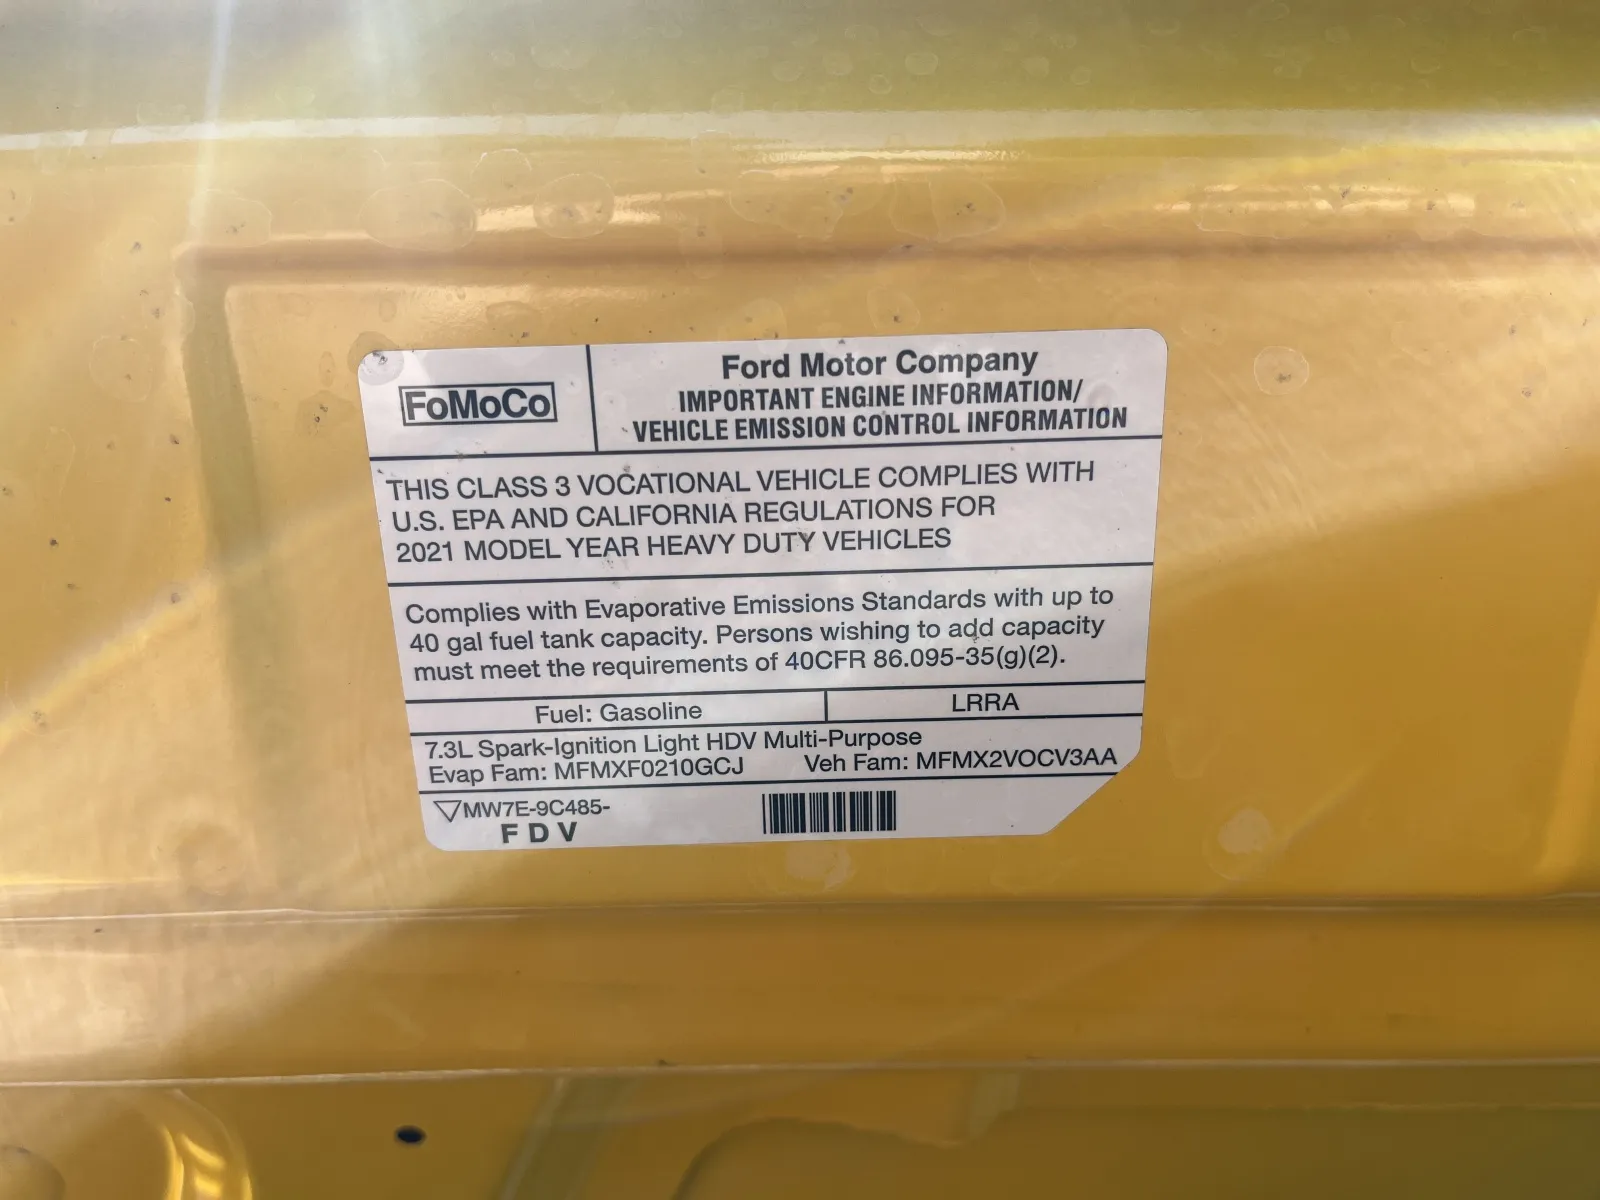 FoMoCo
Ford Motor Company
IMPORTANT ENGINE INFORMATION/
VEHICLE EMISSION CONTROL INFORMATION
THIS CLASS 3 VOCATIONAL VEHICLE COMPLIES WITH
U.S. EPA AND CALIFORNIA REGULATIONS FOR
2021 MODEL YEAR HEAVY DUTY VEHICLES
Complies with Evaporative Emissions Standards with up to
40 gal fuel tank capacity. Persons wishing to add capacity
must meet the requirements of 40CFR 86.095-35(g)(2).
Fuel: Gasoline LRRA
7.3L Spark-Ignition Light HDV Multi-Purpose
Evap Fam: MFMXF0210GCJ Veh Fam: MFMX2VOCV3AA
MW7E-9C485-
F D V